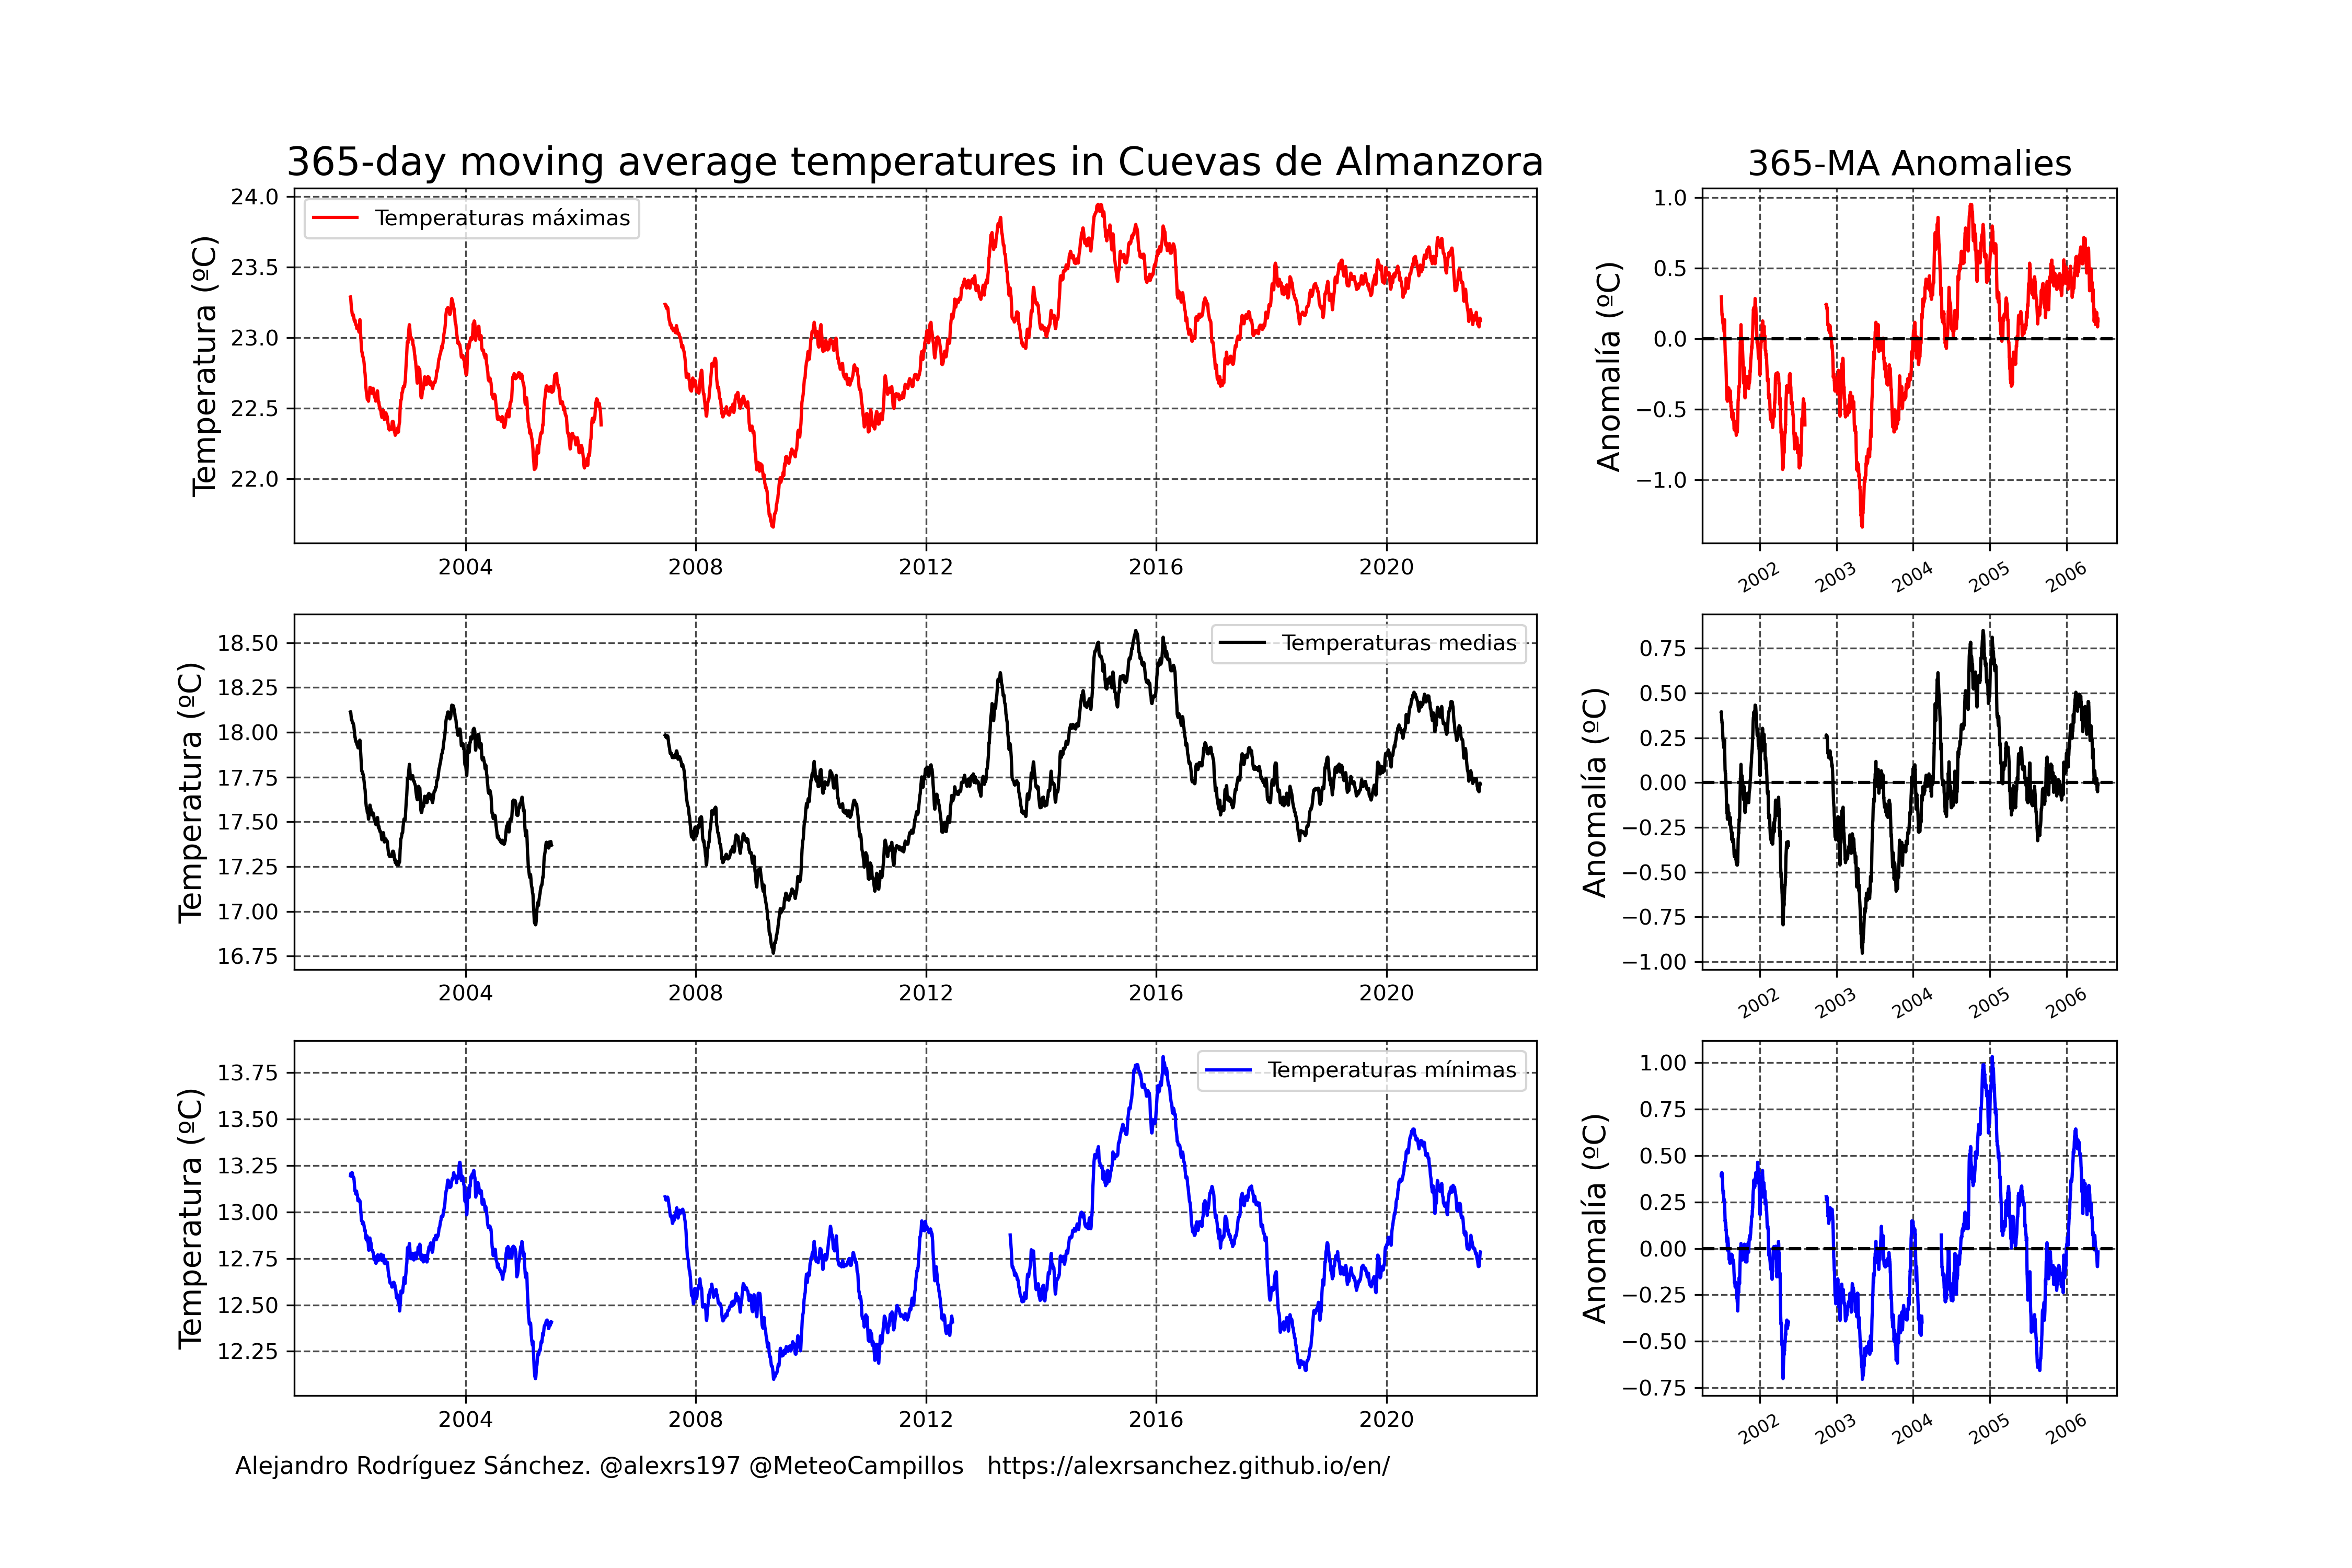 365-day moving average temperatures in Cuevas de Almanzora
365-MA Anomalies
Temperatura (ºC)
24.0
23.5
23.0
22.5
22.0
Temperaturas máximas
2004 2008 2012 2016 2020
Anomalía (ºC)
1.0
0.5
0.0
−0.5
−1.0
2002 2003 2004 2005 2006
Temperatura (ºC)
18.50
18.25
18.00
17.75
17.50
17.25
17.00
16.75
Temperaturas medias
2004 2008 2012 2016 2020
Anomalía (ºC)
0.75
0.50
0.25
0.00
−0.25
−0.50
−0.75
−1.00
2002 2003 2004 2005 2006
Temperatura (ºC)
13.75
13.50
13.25
13.00
12.75
12.50
12.25
Temperaturas mínimas
2004 2008 2012 2016 2020
Anomalía (ºC)
1.00
0.75
0.50
0.25
0.00
−0.25
−0.50
−0.75
2002 2003 2004 2005 2006
Alejandro Rodríguez Sánchez. @alexrs197 @MeteoCampillos https://alexrsanchez.github.io/en/